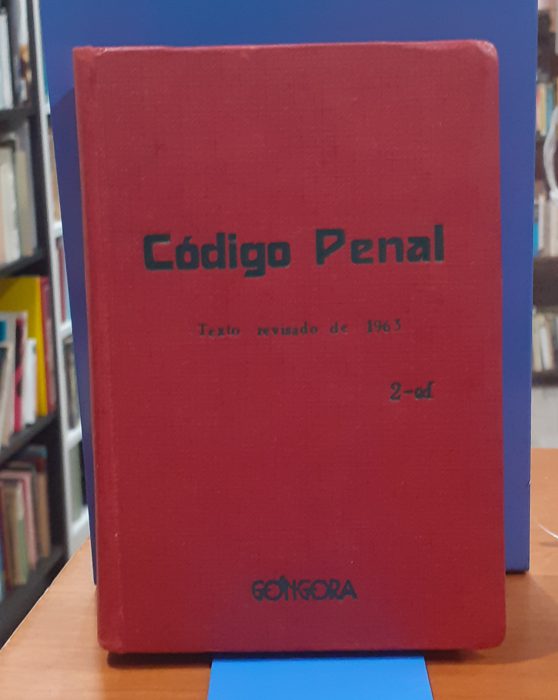 Código Penal
Texto revisado de 1963
2-ed
GÓNGORA